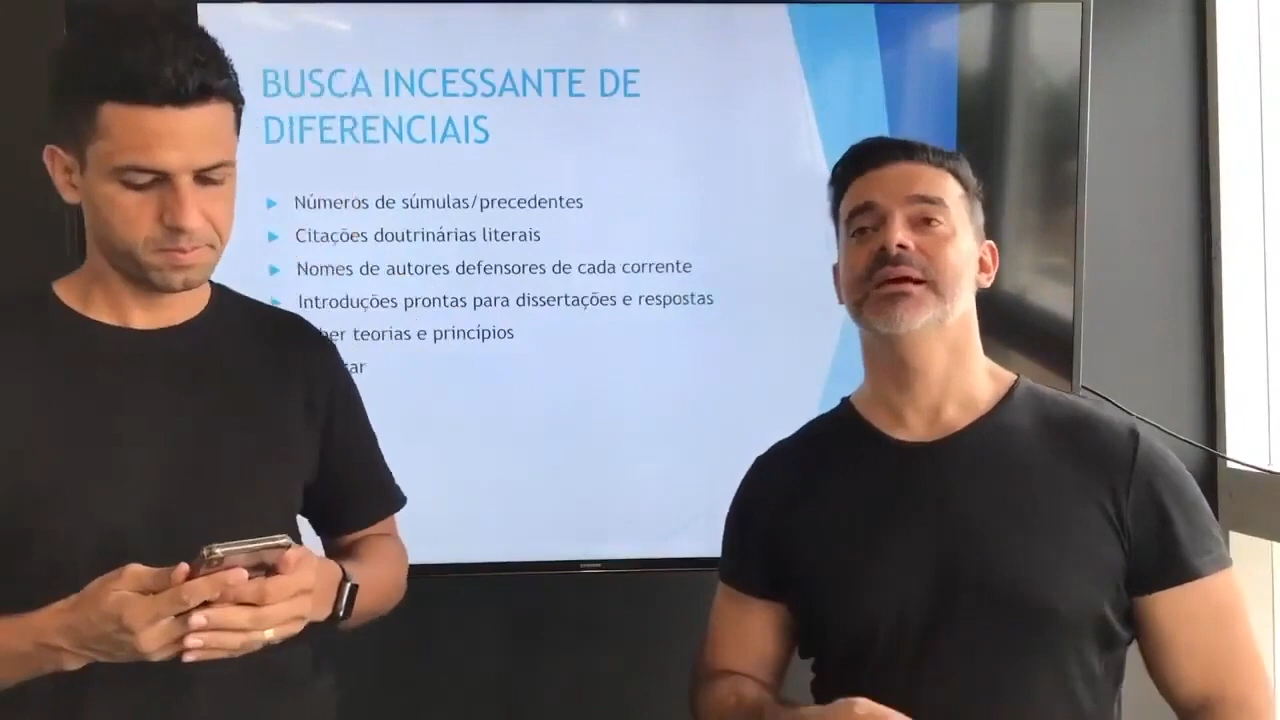 BUSCA INCESSANTE DE
DIFERENCIAIS
Números de súmulas/precedentes
Citações doutrinárias literais
Nomes de autores defensores de cada corrente
Introduções prontas para dissertações e respostas
teorias e princípios
SAMSUNG